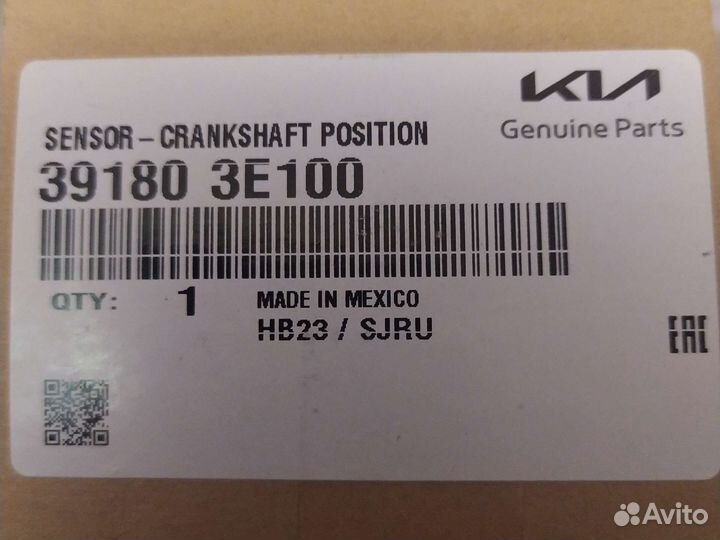 KIA
Genuine Parts
SENSOR – CRANKSHAFT POSITION
39180 3E100
QTY: 1 MADE IN MEXICO
HB23 / SJRU
EAC
Avito